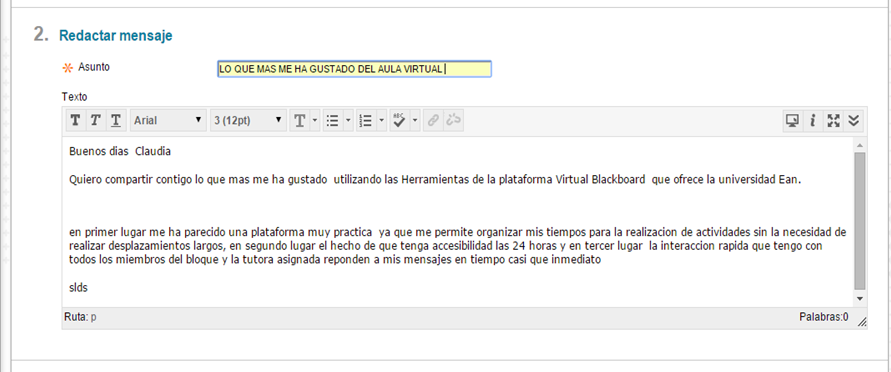 2. Redactar mensaje
Asunto
LO QUE MAS ME HA GUSTADO DEL AULA VIRTUAL
Texto
T T T Arial 3 (12pt) T ABC
Buenos dias Claudia
Quiero compartir contigo lo que mas me ha gustado utilizando las Herramientas de la plataforma Virtual Blackboard que ofrece la universidad Ean.
en primer lugar me ha parecido una plataforma muy practica ya que me permite organizar mis tiempos para la realizacion de actividades sin la necesidad de
realizar desplazamientos largos, en segundo lugar el hecho de que tenga accesibilidad las 24 horas y en tercer lugar la interaccion rapida que tengo con
todos los miembros del bloque y la tutora asignada reponden a mis mensajes en tiempo casi que inmediato
slds
Ruta: p Palabras:0